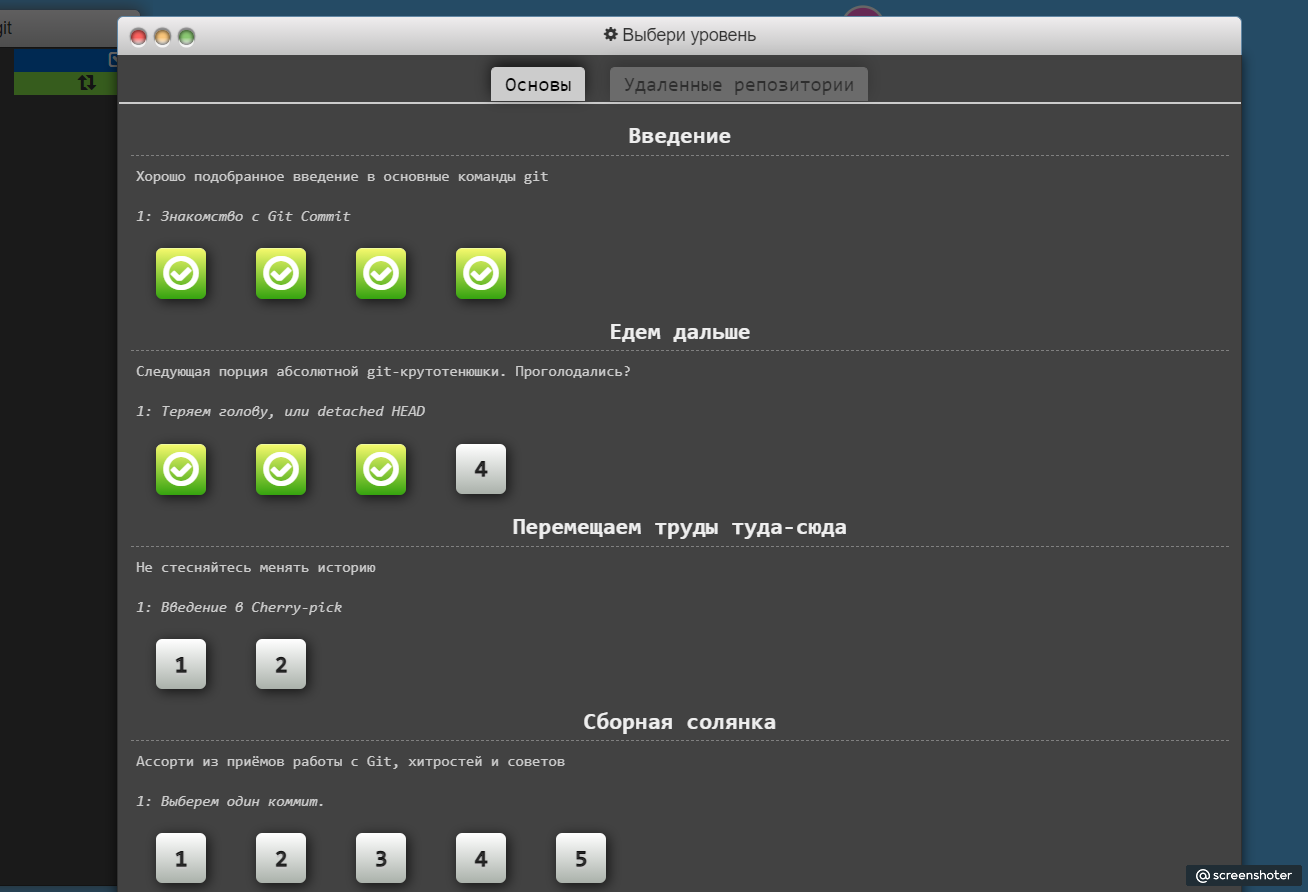 git
Выбери уровень
Основы
Удаленные репозитории
Введение
Хорошо подобранное введение в основные команды git
1: Знакомство с Git Commit
Едем дальше
Следующая порция абсолютной git-крутотенюшки. Проголодались?
1: Теряем голову, или detached HEAD
4
Перемещаем труды туда-сюда
Не стесняйтесь менять историю
1: Введение в Cherry-pick
1 2
Сборная солянка
Ассорти из приёмов работы с Git, хитростей и советов
1: Выберем один коммит.
1 2 3 4 5
@screenshoter